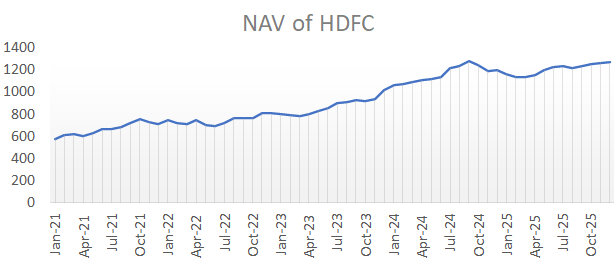 NAV of HDFC
1400
1200
1000
800
600
400
200
0
Jan-21
Apr-21
Jul-21
Oct-21
Jan-22
Apr-22
Jul-22
Oct-22
Jan-23
Apr-23
Jul-23
Oct-23
Jan-24
Apr-24
Jul-24
Oct-24
Jan-25
Apr-25
Jul-25
Oct-25